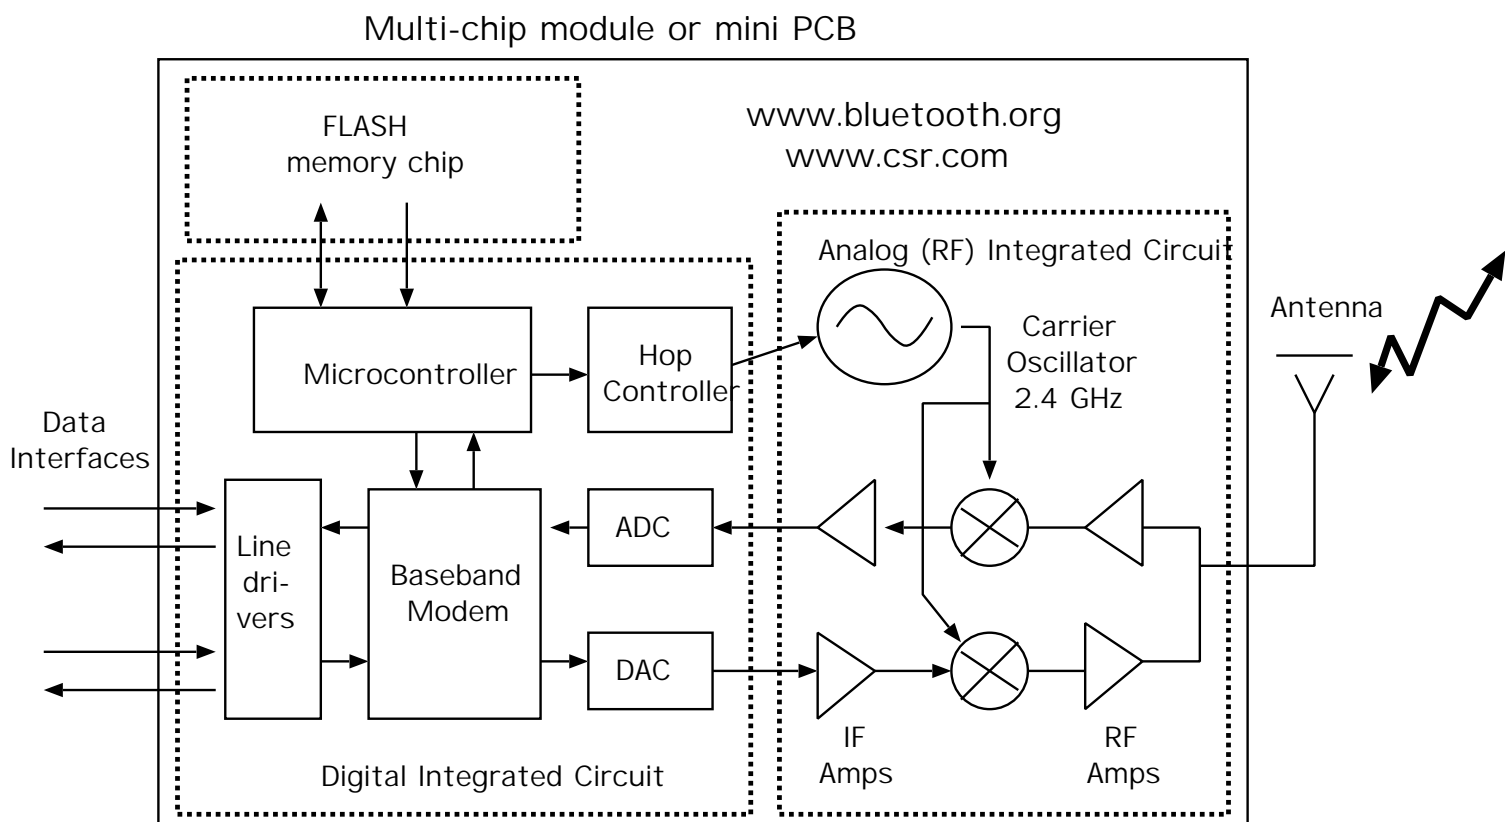 Multi-chip module or mini PCB
FLASH
memory chip
www.bluetooth.org
www.csr.com
Analog (RF) Integrated Circuit
Antenna
Carrier
Oscillator
2.4 GHz
Microcontroller
Hop
Controller
Data
Interfaces
Line
dri-
vers
Baseband
Modem
ADC
DAC
IF
Amps
RF
Amps
Digital Integrated Circuit